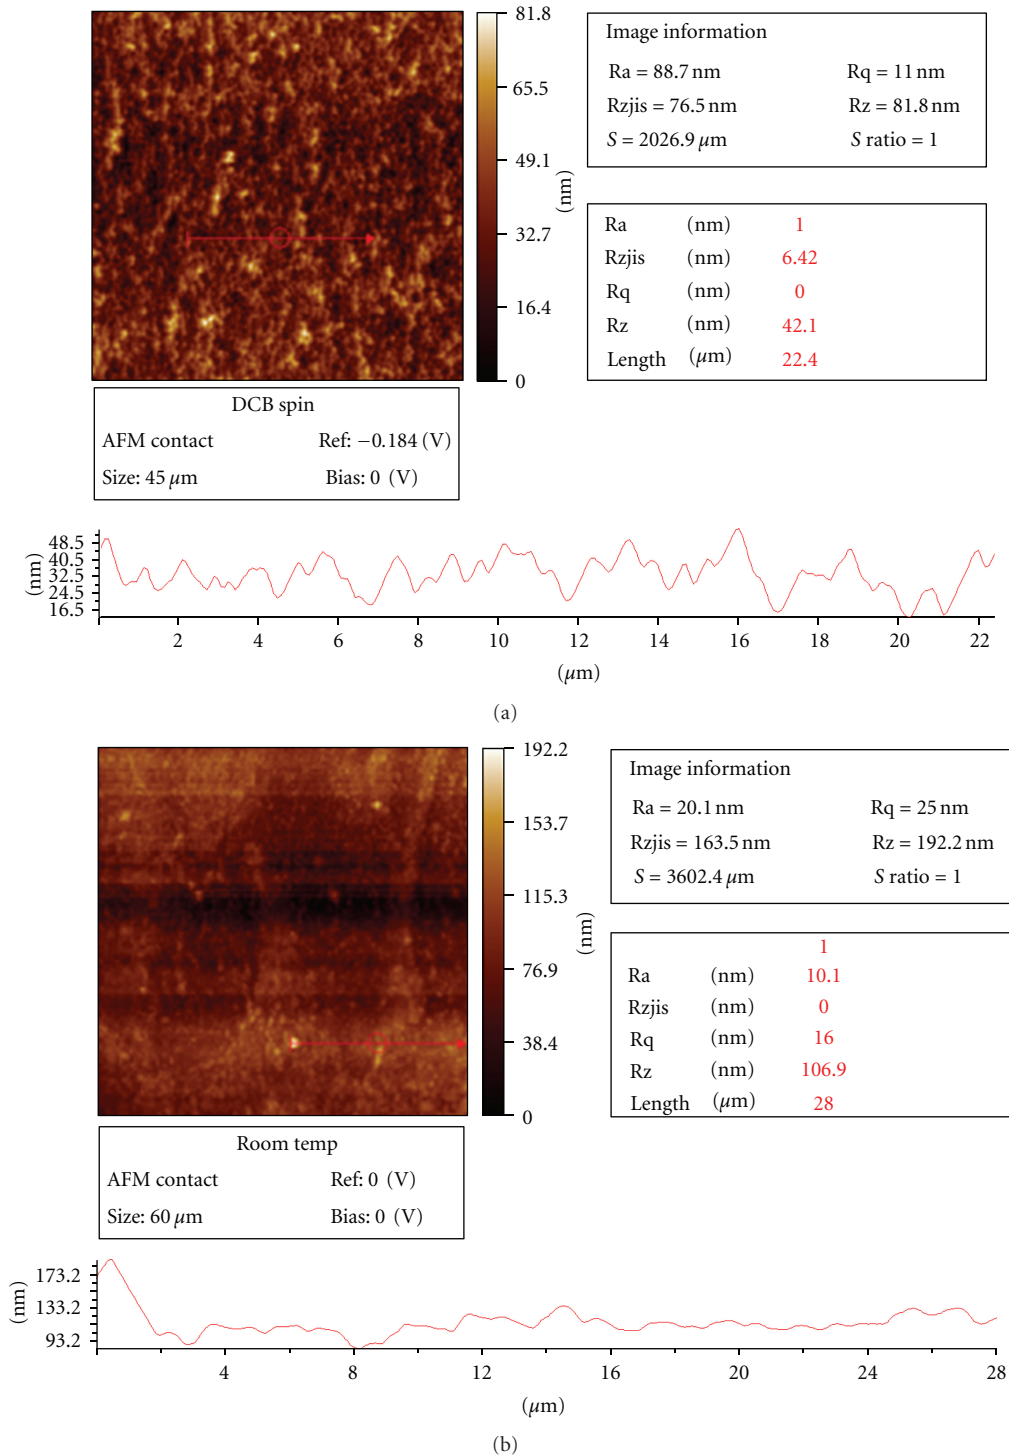 81.8
65.5
49.1
32.7
16.4
0
(nm)
Image information
Ra = 88.7 nm Rq = 11 nm
Rzjis = 76.5 nm Rz = 81.8 nm
S = 2026.9 µm S ratio = 1
Ra (nm) 1
Rzjis (nm) 6.42
Rq (nm) 0
Rz (nm) 42.1
Length (µm) 22.4
DCB spin
AFM contact Ref: −0.184 (V)
Size: 45 µm Bias: 0 (V)
(nm)
48.5
40.5
32.5
24.5
16.5
2 4 6 8 10 12 14 16 18 20 22
(µm)
(a)
192.2
153.7
115.3
76.9
38.4
0
(nm)
Image information
Ra = 20.1 nm Rq = 25 nm
Rzjis = 163.5 nm Rz = 192.2 nm
S = 3602.4 µm S ratio = 1
1
Ra (nm) 10.1
Rzjis (nm) 0
Rq (nm) 16
Rz (nm) 106.9
Length (µm) 28
Room temp
AFM contact Ref: 0 (V)
Size: 60 µm Bias: 0 (V)
(nm)
173.2
133.2
93.2
4 8 12 16 20 24 28
(µm)
(b)